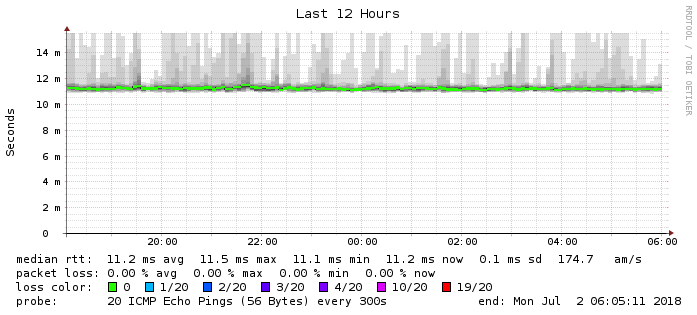 Last 12 Hours
RRDTOOL / TOBI OETIKER
Seconds
14 m
12 m
10 m
8 m
6 m
4 m
2 m
0
20:00 22:00 00:00 02:00 04:00 06:00
median rtt: 11.2 ms avg 11.5 ms max 11.1 ms min 11.2 ms now 0.1 ms sd 174.7 am/s
packet loss: 0.00 % avg 0.00 % max 0.00 % min 0.00 % now
loss color: 0 1/20 2/20 3/20 4/20 10/20 19/20
probe: 20 ICMP Echo Pings (56 Bytes) every 300s end: Mon Jul 2 06:05:11 2018